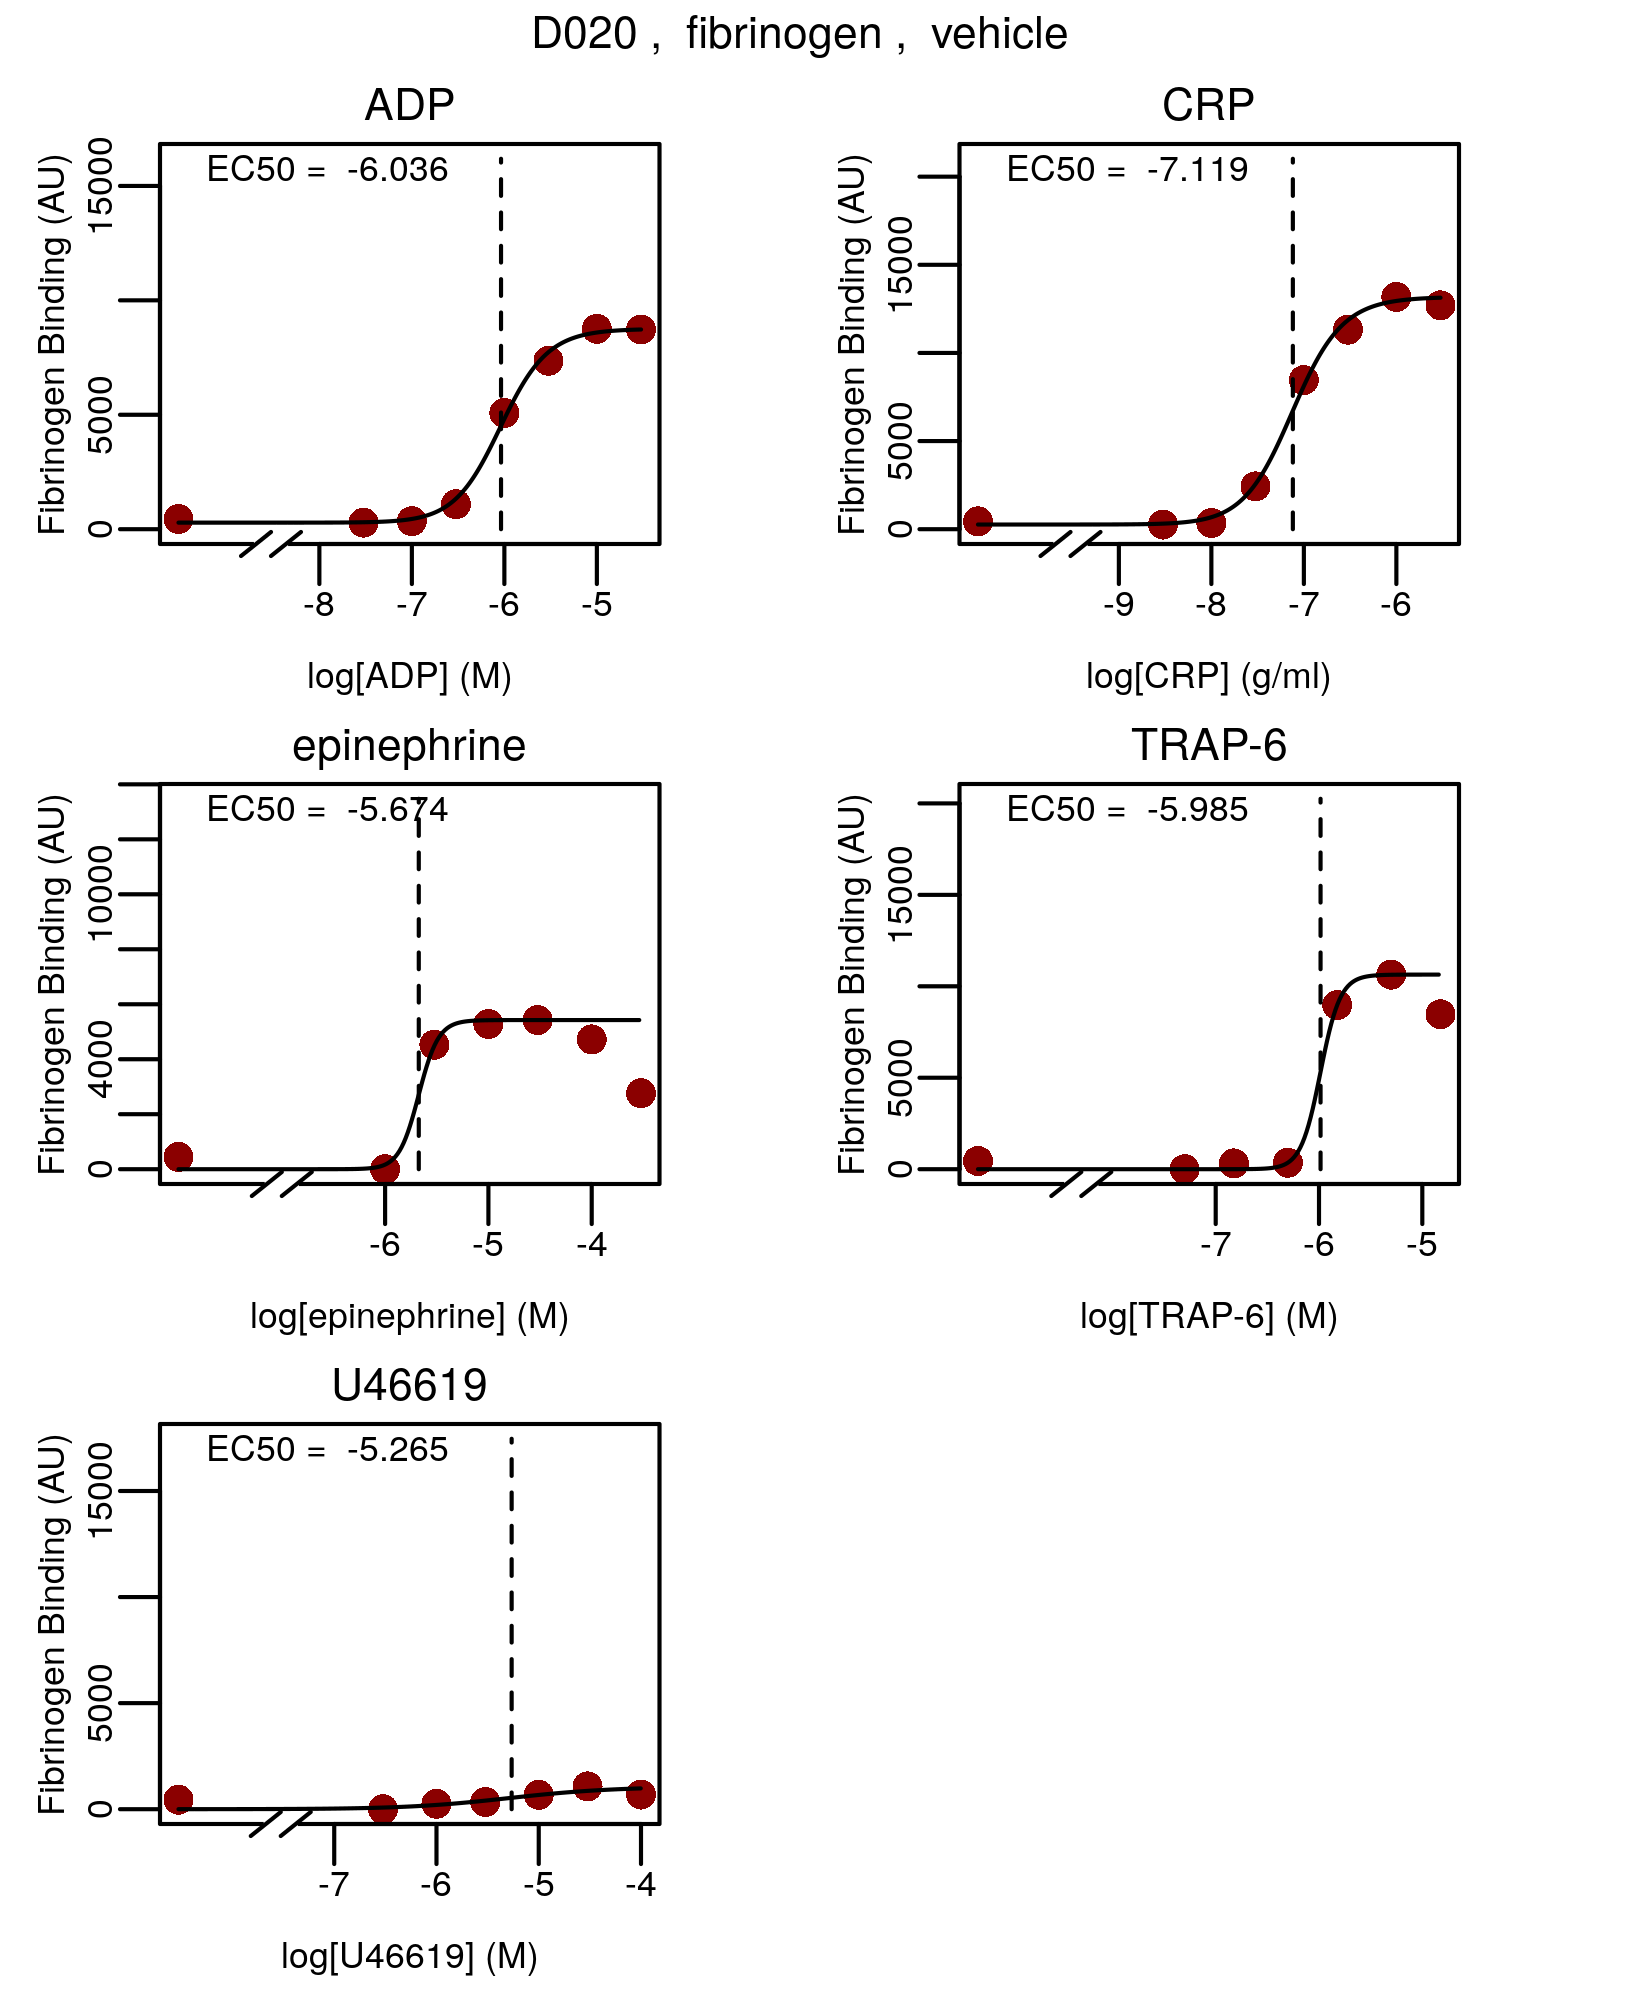 D020 ,  fibrinogen ,  vehicle
ADP
EC50 =  -6.036
Fibrinogen Binding (AU)
15000
5000
0
-8 -7 -6 -5
log[ADP] (M)
CRP
EC50 =  -7.119
Fibrinogen Binding (AU)
15000
5000
0
-9 -8 -7 -6
log[CRP] (g/ml)
epinephrine
EC50 =  -5.674
Fibrinogen Binding (AU)
10000
4000
0
-6 -5 -4
log[epinephrine] (M)
TRAP-6
EC50 =  -5.985
Fibrinogen Binding (AU)
15000
5000
0
-7 -6 -5
log[TRAP-6] (M)
U46619
EC50 =  -5.265
Fibrinogen Binding (AU)
15000
5000
0
-7 -6 -5 -4
log[U46619] (M)